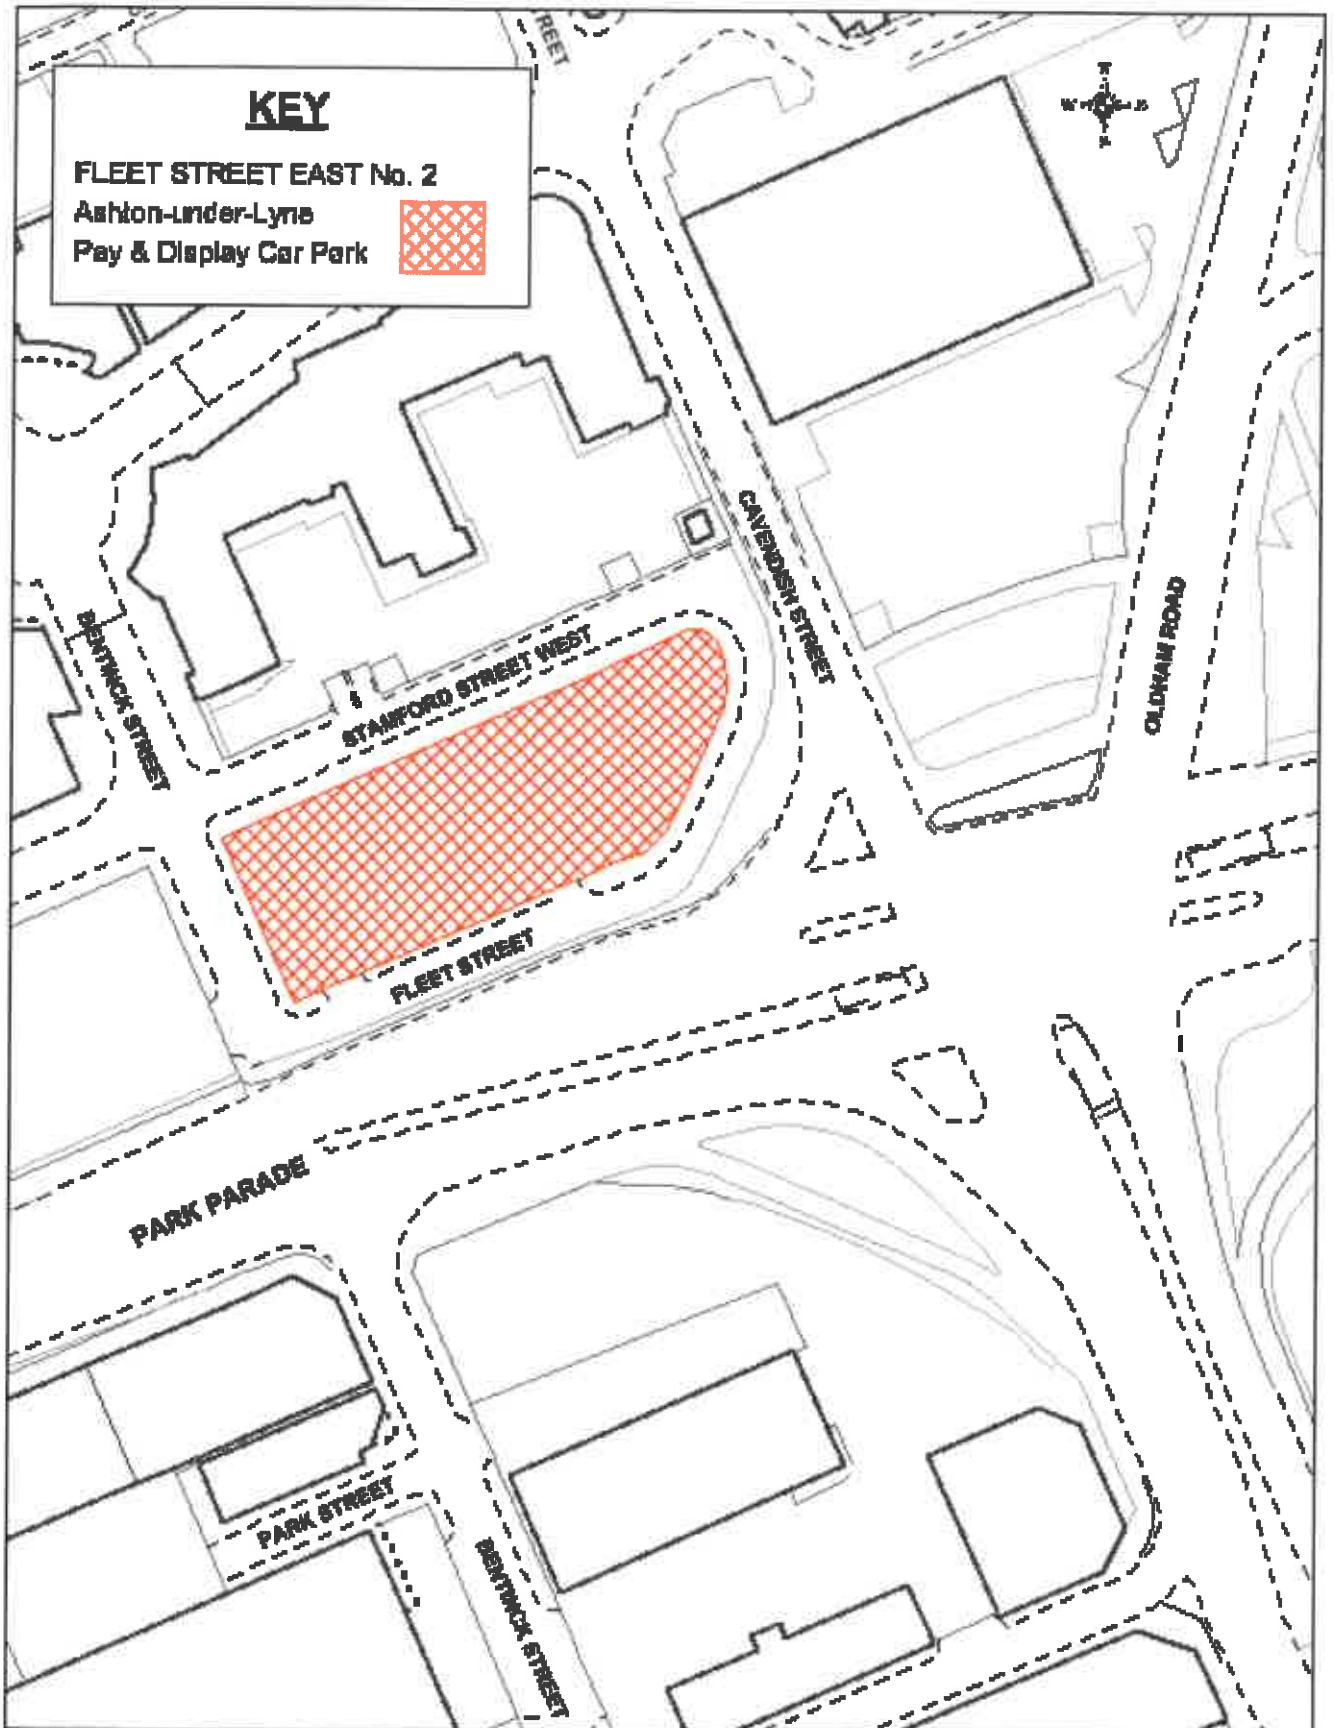 KEY
FLEET STREET EAST No. 2
Ashton-under-Lyne
Pay & Display Car Park
N
W
E
S
CAVENDISH STREET
OLDHAM ROAD
BENTINCK STREET
STAMFORD STREET WEST
FLEET STREET
PARK PARADE
PARK STREET
BENTINCK STREET